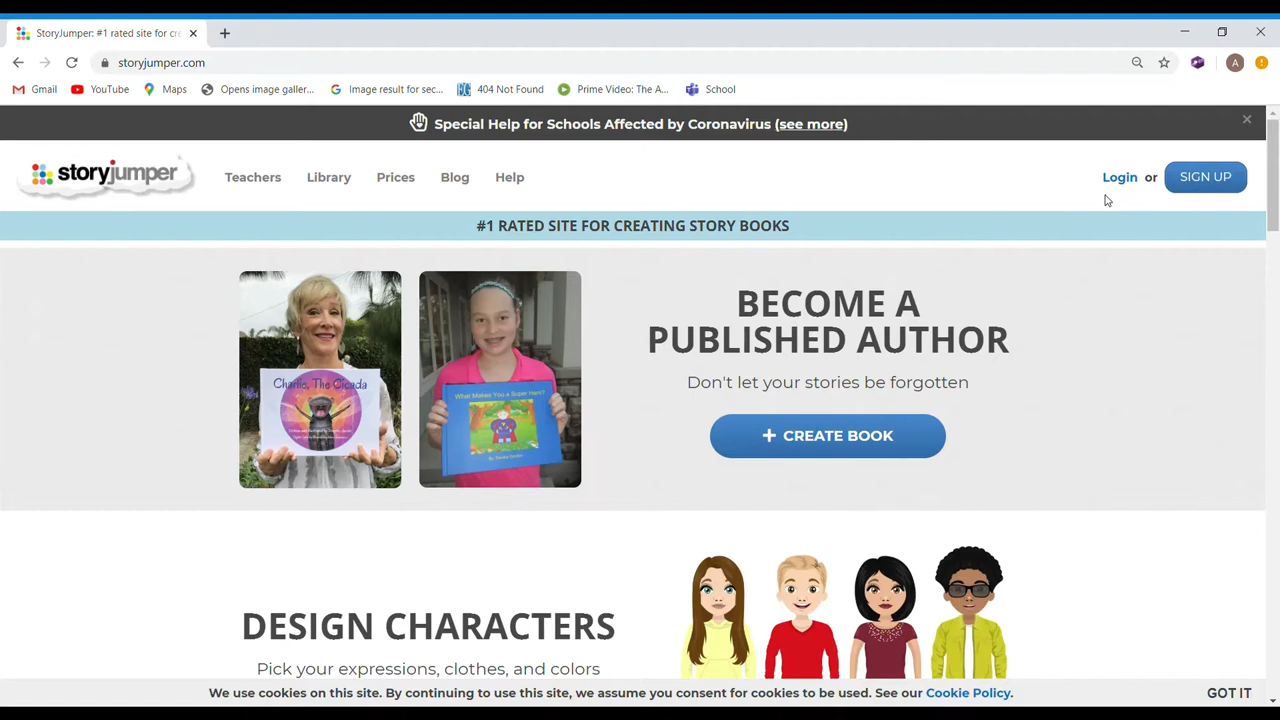 StoryJumper: #1 rated site for cre
storyjumper.com
Gmail YouTube Maps Opens image galler... Image result for sec... 404 Not Found Prime Video: The A... School
Special Help for Schools Affected by Coronavirus (see more)
storyjumper Teachers Library Prices Blog Help Login or SIGN UP
#1 RATED SITE FOR CREATING STORY BOOKS
BECOME A
PUBLISHED AUTHOR
Don't let your stories be forgotten
+ CREATE BOOK
Charlie, The Cicada
What Makes You a Super Hero?
DESIGN CHARACTERS
Pick your expressions, clothes, and colors
We use cookies on this site. By continuing to use this site, we assume you consent for cookies to be used. See our Cookie Policy. GOT IT